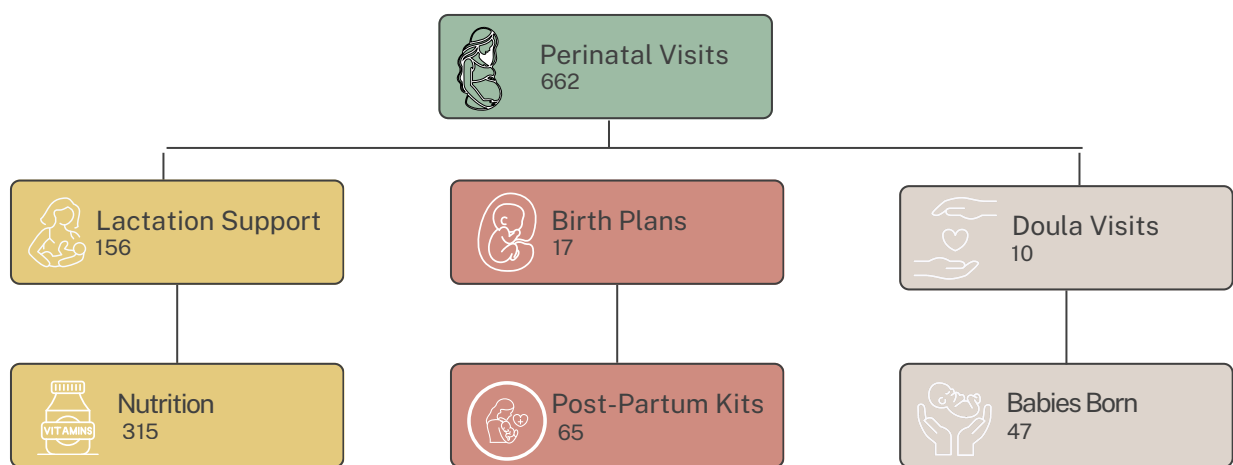 Perinatal Visits
662
Lactation Support
156
Birth Plans
17
Doula Visits
10
VITAMINS
Nutrition
315
Post-Partum Kits
65
Babies Born
47